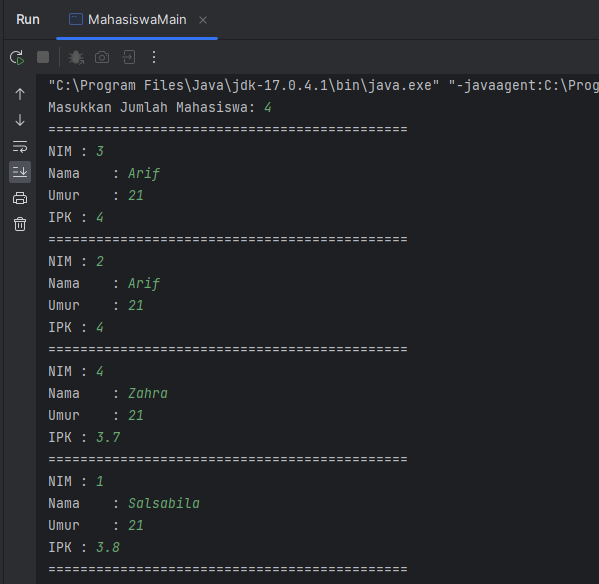 Run MahasiswaMain
"C:\Program Files\Java\jdk-17.0.4.1\bin\java.exe" "-javaagent:C:\Prog
Masukkan Jumlah Mahasiswa: 4
=============================================
NIM : 3
Nama    : Arif
Umur    : 21
IPK : 4
=============================================
NIM : 2
Nama    : Arif
Umur    : 21
IPK : 4
=============================================
NIM : 4
Nama    : Zahra
Umur    : 21
IPK : 3.7
=============================================
NIM : 1
Nama    : Salsabila
Umur    : 21
IPK : 3.8
=============================================